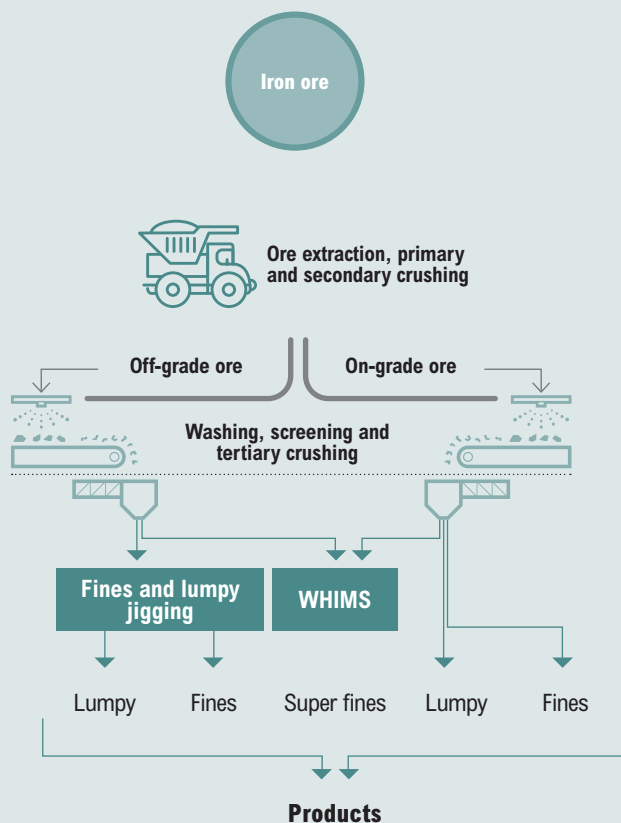 Iron ore
Ore extraction, primary
and secondary crushing
Off-grade ore
On-grade ore
Washing, screening and
tertiary crushing
Fines and lumpy
jigging
WHIMS
Lumpy
Fines
Super fines
Lumpy
Fines
Products